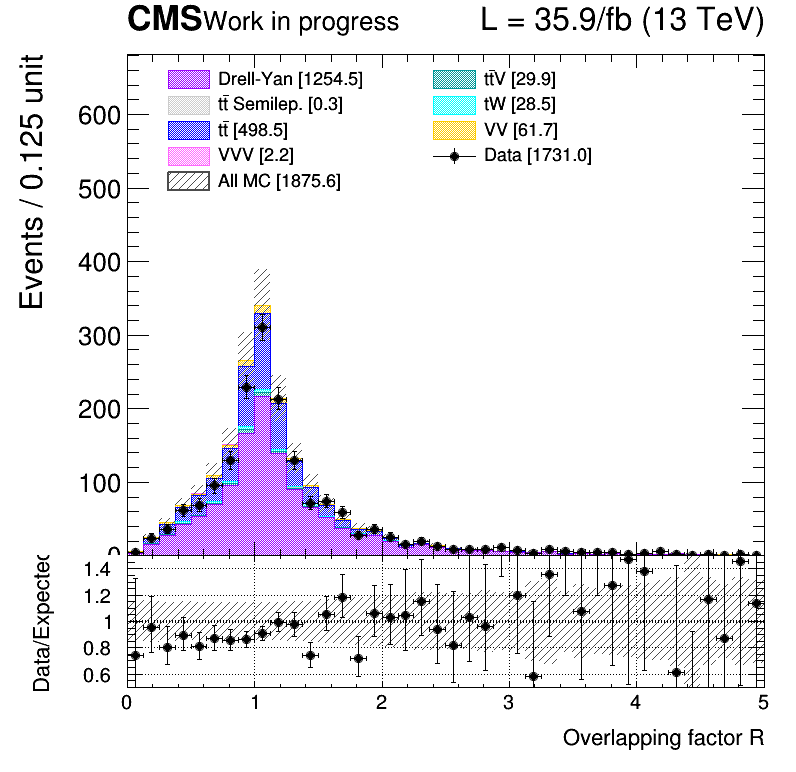 CMS Work in progress L = 35.9/fb (13 TeV)
Events / 0.125 unit
Drell-Yan [1254.5]
tt̄ Semilep. [0.3]
tt̄ [498.5]
VVV [2.2]
All MC [1875.6]
tt̄V [29.9]
tW [28.5]
VV [61.7]
Data [1731.0]
600
500
400
300
200
100
0
Data/Expected
1.4
1.2
1
0.8
0.6
0 1 2 3 4 5
Overlapping factor R